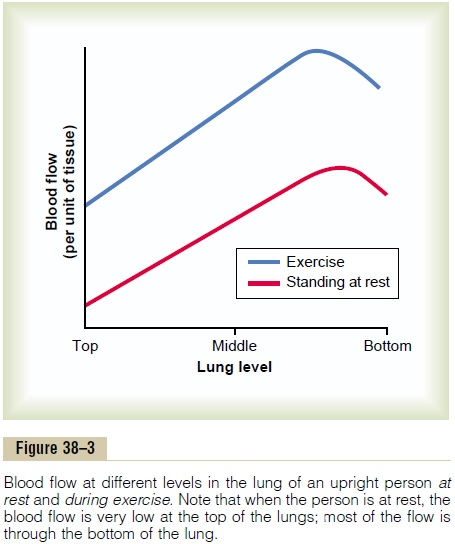 Blood flow
(per unit of tissue)
Exercise
Standing at rest
Top
Middle
Bottom
Lung level
Figure 38–3
Blood flow at different levels in the lung of an upright person at
rest and during exercise. Note that when the person is at rest, the
blood flow is very low at the top of the lungs; most of the flow is
through the bottom of the lung.